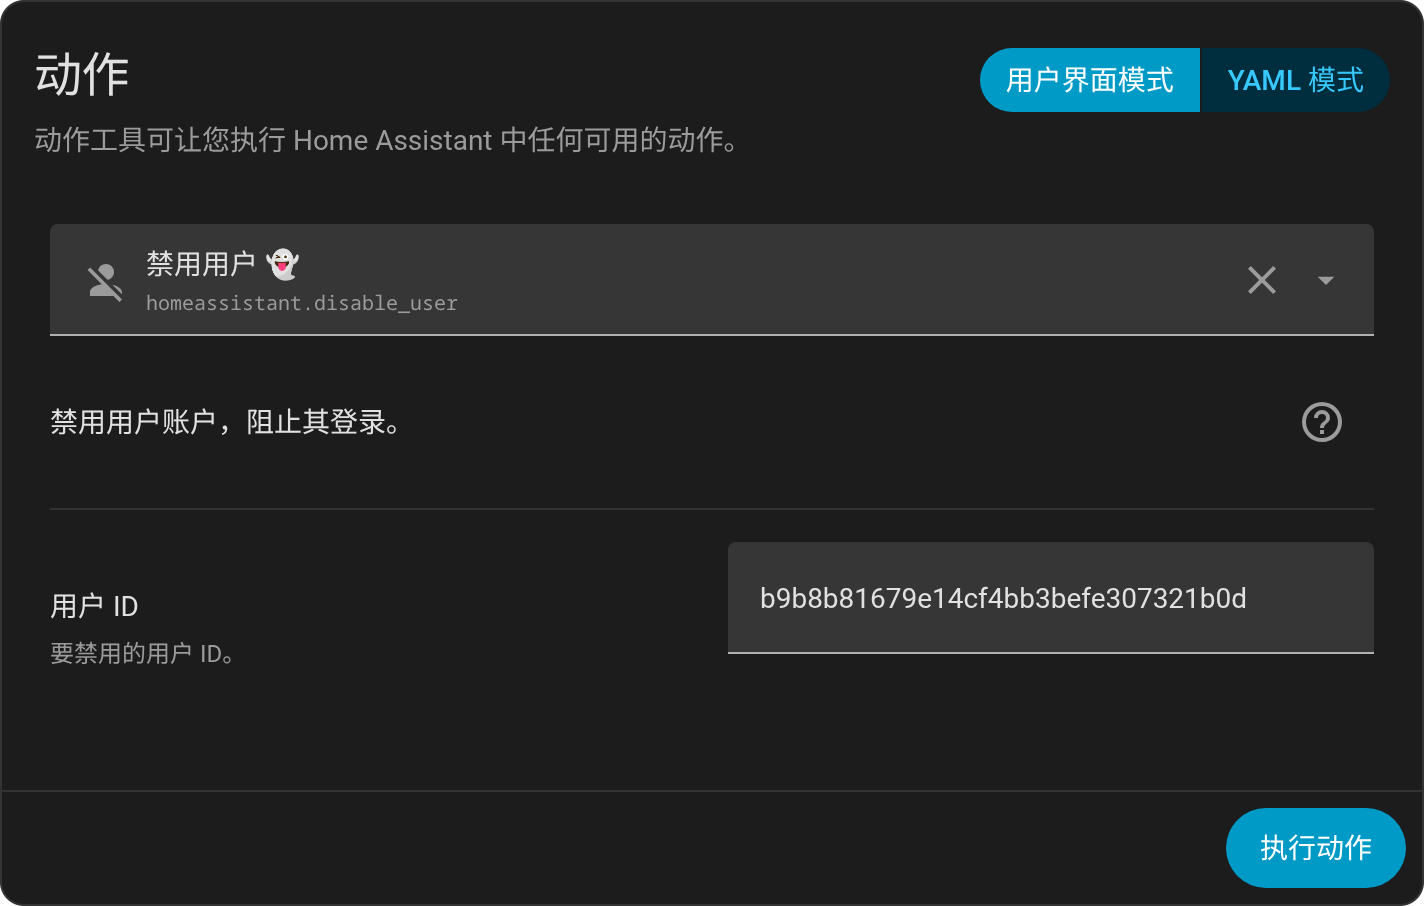 动作
用户界面模式
YAML 模式
动作工具可让您执行 Home Assistant 中任何可用的动作。
禁用用户 👻
homeassistant.disable_user
禁用用户账户，阻止其登录。
用户 ID
b9b8b81679e14cf4bb3befe307321b0d
要禁用的用户 ID。
执行动作